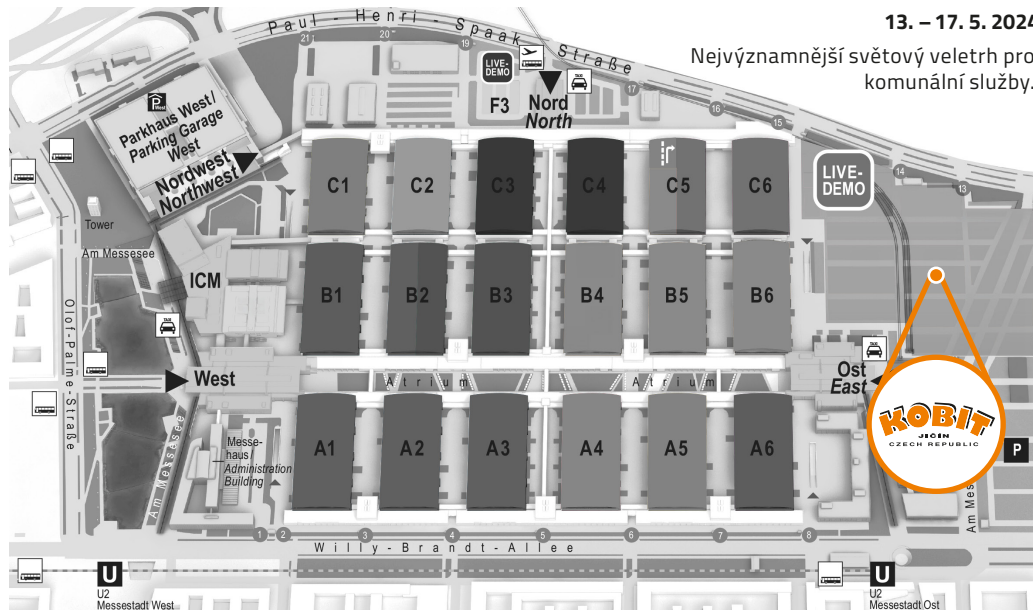 13. – 17. 5. 2024
Nejvýznamnější světový veletrh pro
komunální služby.
Paul - Henri - Spaak - Straße
21
20
19
17
16
15
14
13
LIVE-
DEMO
F3
TAXI
Nord
North
P
West
Parkhaus West/
Parking Garage
West
Nordwest
Northwest
C1
C2
C3
C4
C5
C6
LIVE-
DEMO
Tower
Am Messesee
ICM
B1
B2
B3
B4
B5
B6
TAXI
TAXI
Olof-Palme-Straße
West
Atrium
Atrium
Ost
East
KOBIT
JIČÍN
CZECH REPUBLIC
A1
A2
A3
A4
A5
A6
P
Messe-
haus /
Administration
Building
Am Messesee
Am Mes
1
2
3
4
5
6
7
8
Willy-Brandt-Allee
U
U2
Messestadt West
U
U2
Messestadt Ost